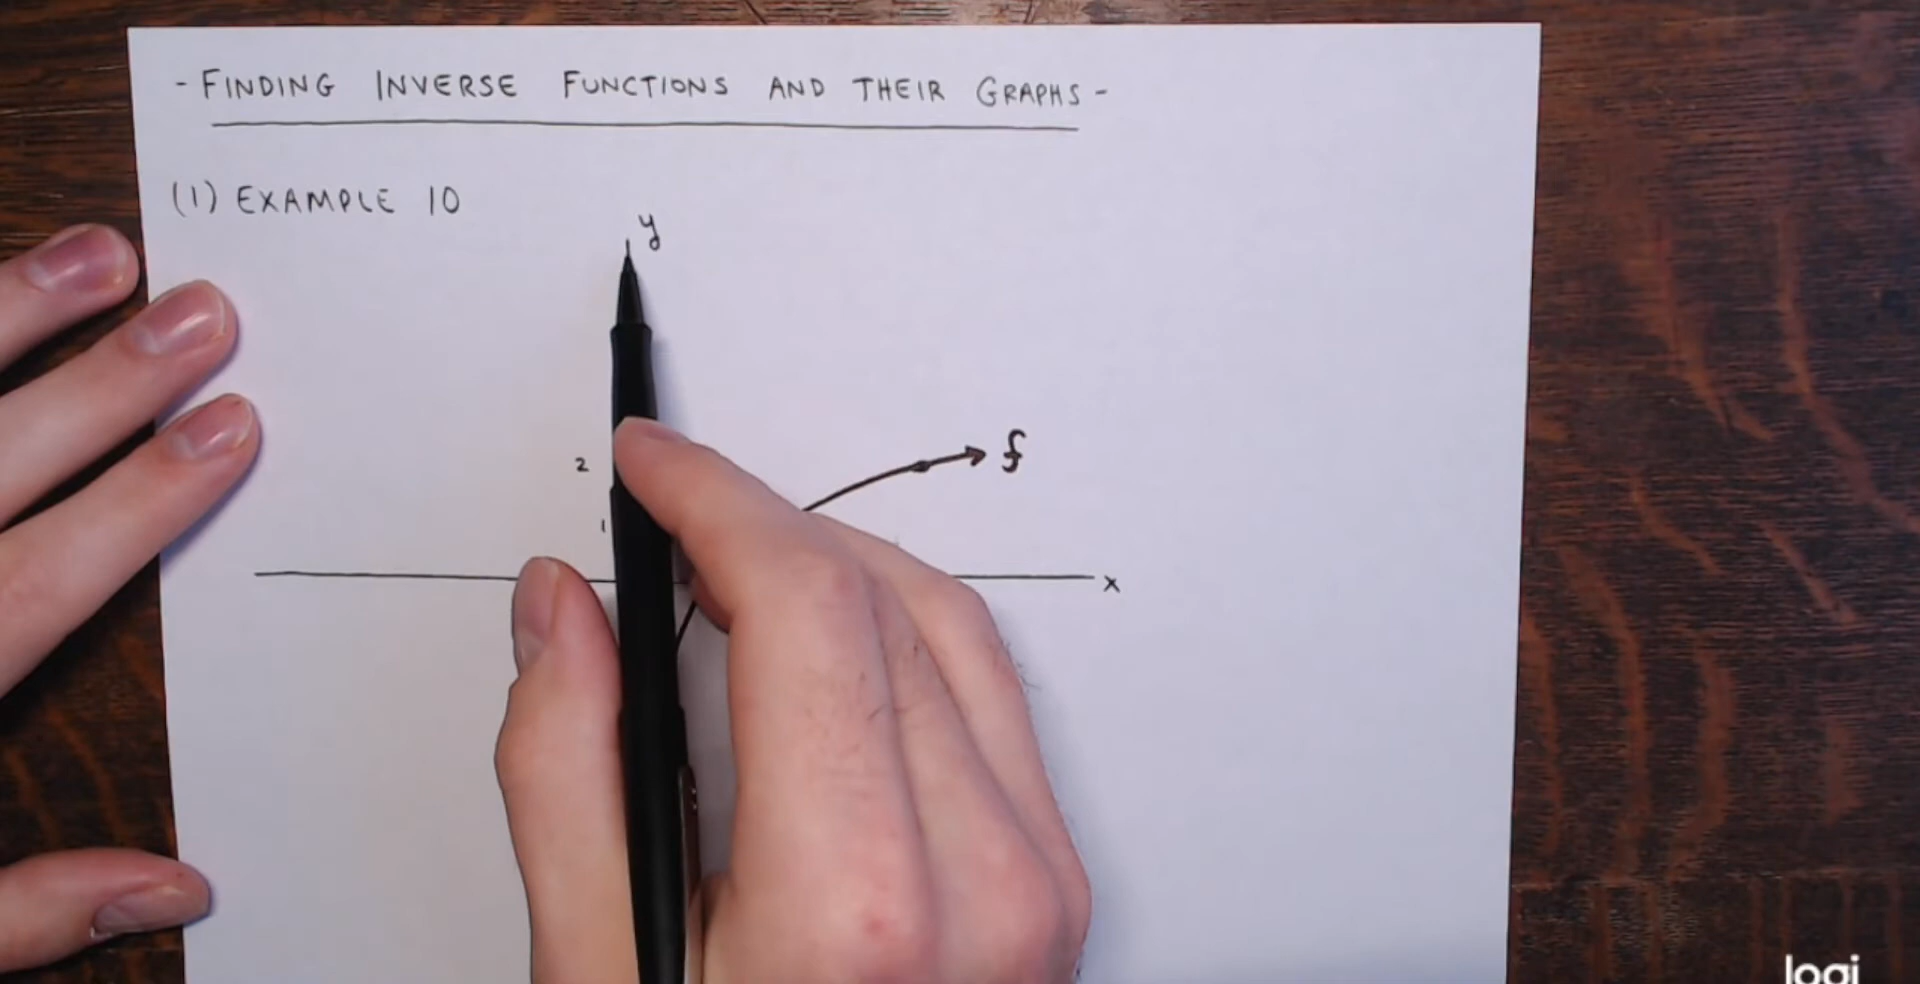 - FINDING INVERSE FUNCTIONS AND THEIR GRAPHS -
(1) EXAMPLE 10
y
f
2
1
x
logi